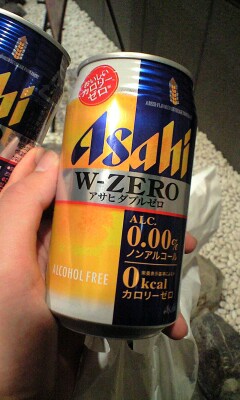 おいしい
カロリー
ゼロ
Asahi
W-ZERO
アサヒダブルゼロ
ALC.
0.00%
ノンアルコール
ALCOHOL FREE
0kcal
カロリーゼロ
Asahi